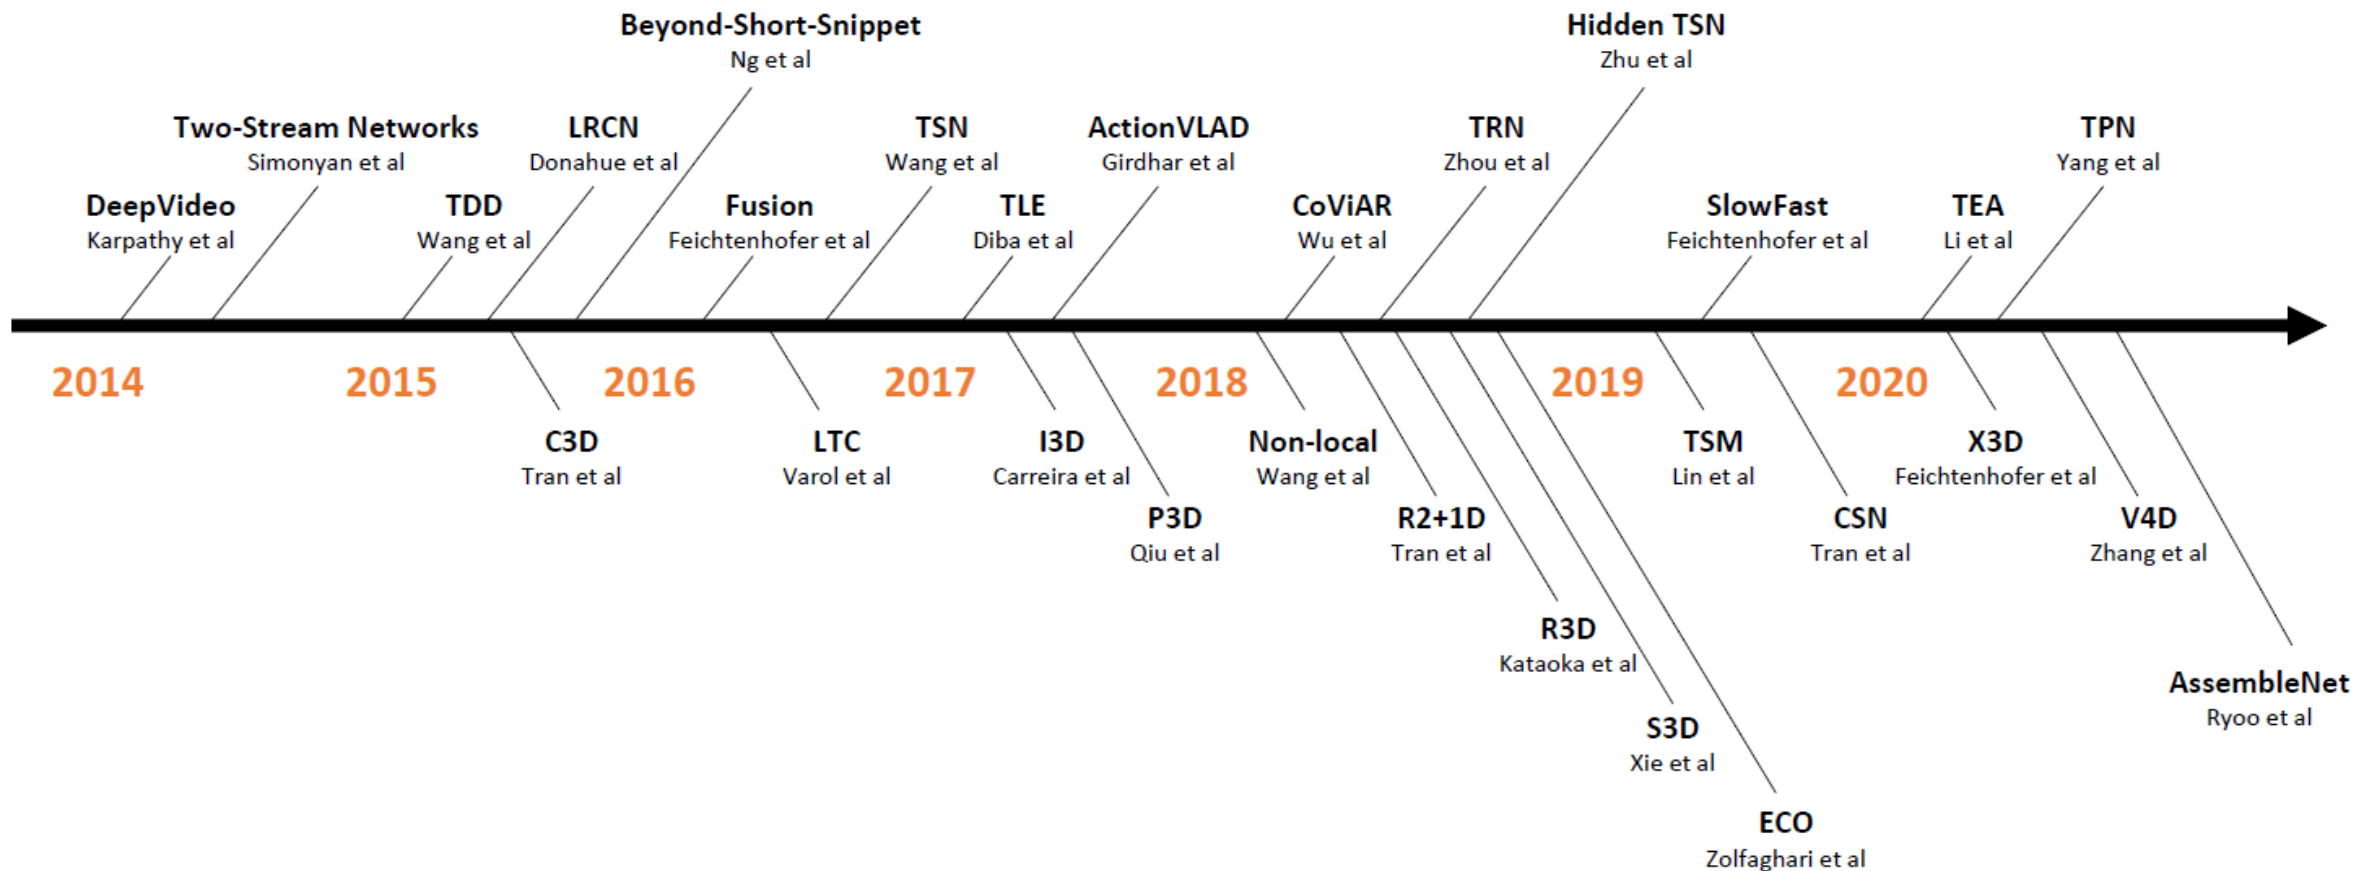 Beyond-Short-Snippet
Ng et al
Hidden TSN
Zhu et al
Two-Stream Networks
Simonyan et al
LRCN
Donahue et al
TSN
Wang et al
ActionVLAD
Girdhar et al
TRN
Zhou et al
TPN
Yang et al
DeepVideo
Karpathy et al
TDD
Wang et al
Fusion
Feichtenhofer et al
TLE
Diba et al
CoViAR
Wu et al
SlowFast
Feichtenhofer et al
TEA
Li et al
2014
2015
2016
2017
2018
2019
2020
C3D
Tran et al
LTC
Varol et al
I3D
Carreira et al
Non-local
Wang et al
TSM
Lin et al
X3D
Feichtenhofer et al
P3D
Qiu et al
R2+1D
Tran et al
CSN
Tran et al
V4D
Zhang et al
R3D
Kataoka et al
AssembleNet
Ryoo et al
S3D
Xie et al
ECO
Zolfaghari et al